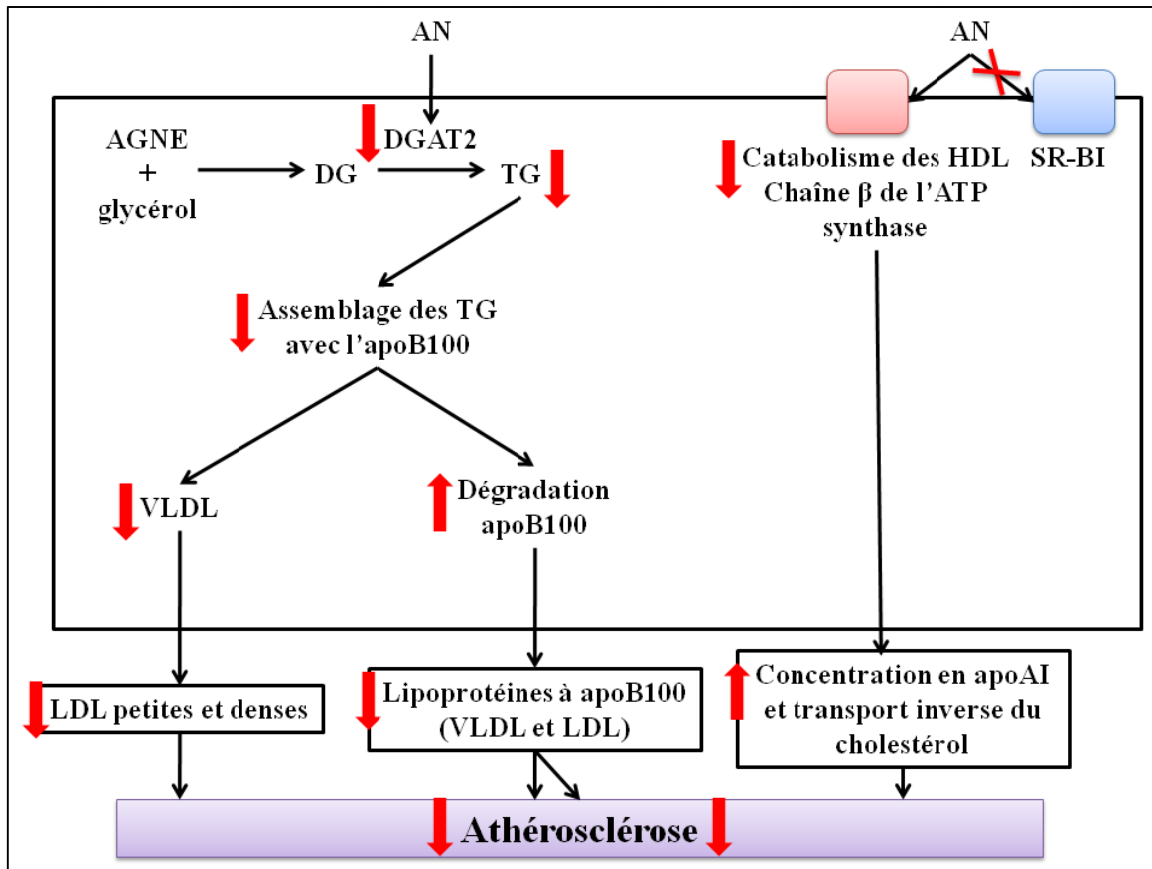 AN
AN
AGNE
+
glycérol
DG
DGAT2
TG
Catabolisme des HDL
Chaîne β de l'ATP
synthase
SR-BI
Assemblage des TG
avec l'apoB100
VLDL
Dégradation
apoB100
LDL petites et denses
Lipoprotéines à apoB100
(VLDL et LDL)
Concentration en apoAI
et transport inverse du
cholestérol
Athérosclérose